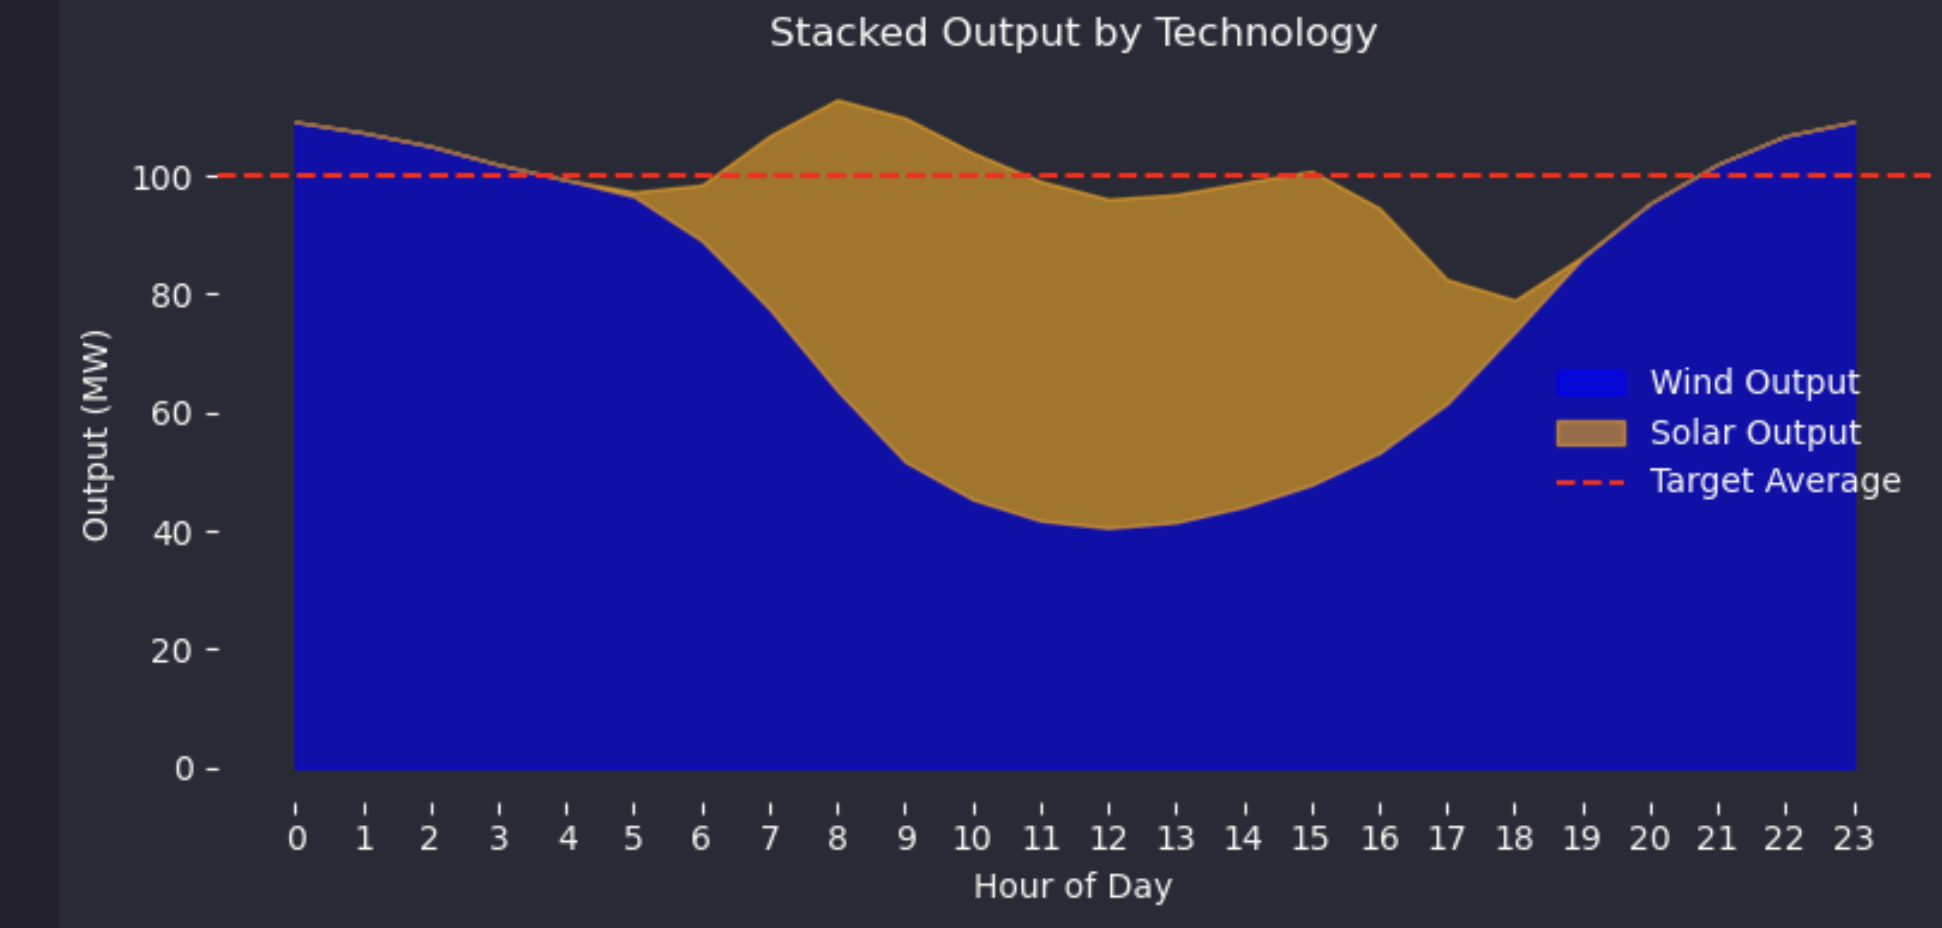 Stacked Output by Technology
Output (MW)
100
80
60
40
20
0
Wind Output
Solar Output
Target Average
0 1 2 3 4 5 6 7 8 9 10 11 12 13 14 15 16 17 18 19 20 21 22 23
Hour of Day